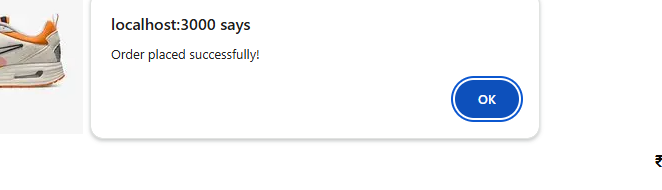 localhost:3000 says
Order placed successfully!
OK
₹